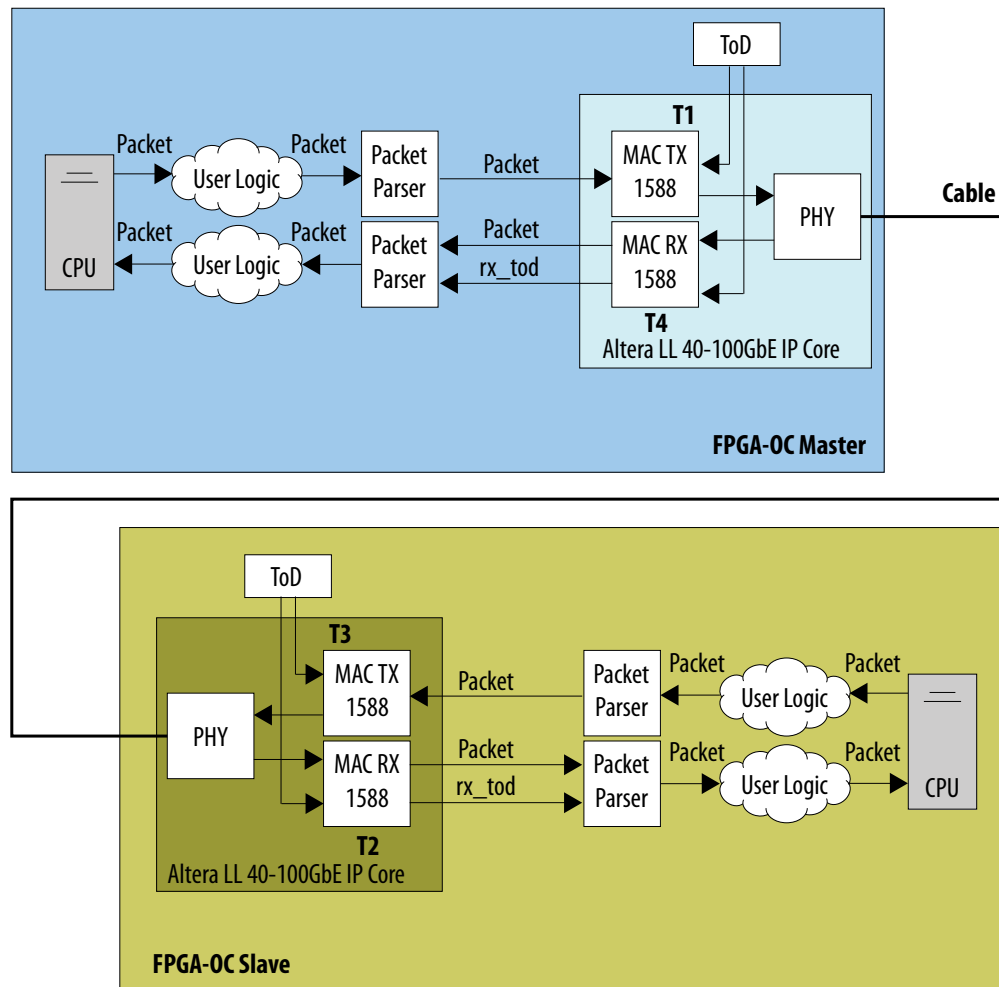 ToD
T1
Packet
Packet
Packet
User Logic
Packet
Parser
MAC TX
1588
PHY
Cable
CPU
Packet
User Logic
Packet
Packet
Parser
Packet
rx_tod
MAC RX
1588
T4
Altera LL 40-100GbE IP Core
FPGA-OC Master
ToD
T3
MAC TX
1588
Packet
Packet
Parser
Packet
User Logic
Packet
PHY
MAC RX
1588
Packet
rx_tod
Packet
Parser
Packet
User Logic
Packet
CPU
T2
Altera LL 40-100GbE IP Core
FPGA-OC Slave